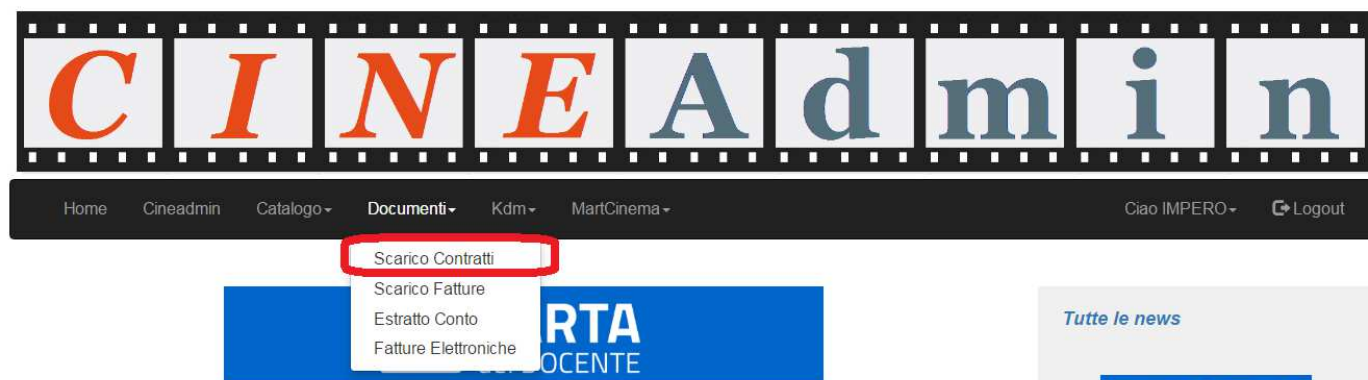 CINEAdmin
Home Cineadmin Catalogo Documenti Kdm MartCinema Ciao IMPERO Logout
Scarico Contratti
Scarico Fatture
Estratto Conto
Fatture Elettroniche
RTA
OCENTE
Tutte le news